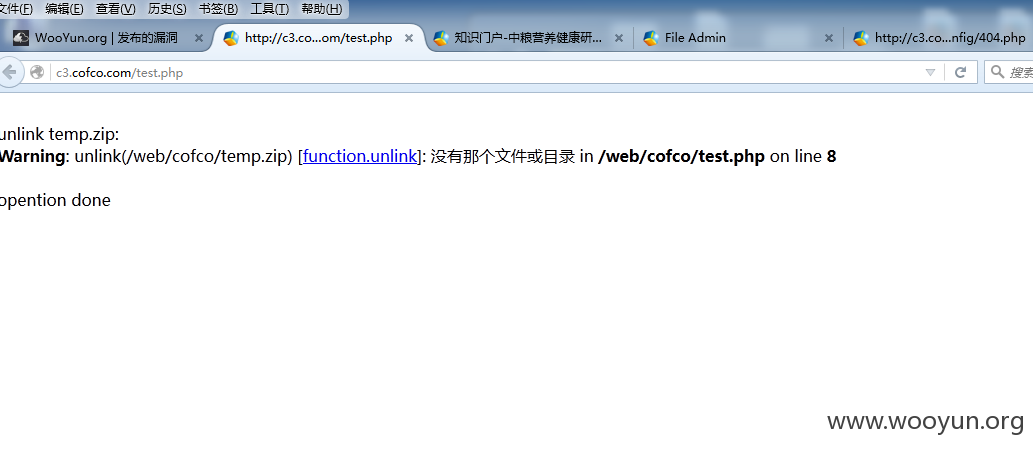 文件(F) 编辑(E) 查看(V) 历史(S) 书签(B) 工具(T) 帮助(H)
WooYun.org | 发布的漏洞 × http://c3.co...om/test.php × 知识门户-中粮营养健康研... × File Admin × http://c3.co...nfig/404.php
c3.cofco.com/test.php 搜索
unlink temp.zip:
Warning: unlink(/web/cofco/temp.zip) [function.unlink]: 没有那个文件或目录 in /web/cofco/test.php on line 8
opention done
www.wooyun.org